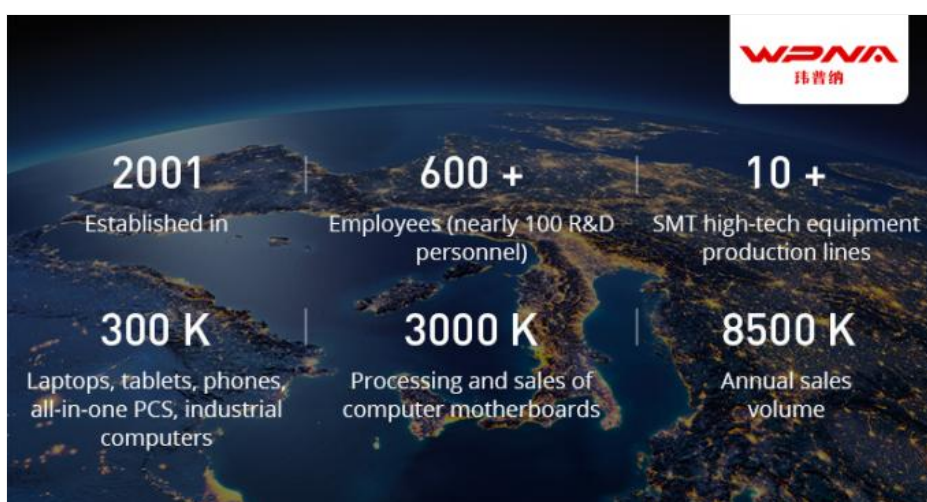 WPNA
玮普纳
2001
Established in
600 +
Employees (nearly 100 R&D
personnel)
10 +
SMT high-tech equipment
production lines
300 K
Laptops, tablets, phones,
all-in-one PCS, industrial
computers
3000 K
Processing and sales of
computer motherboards
8500 K
Annual sales
volume